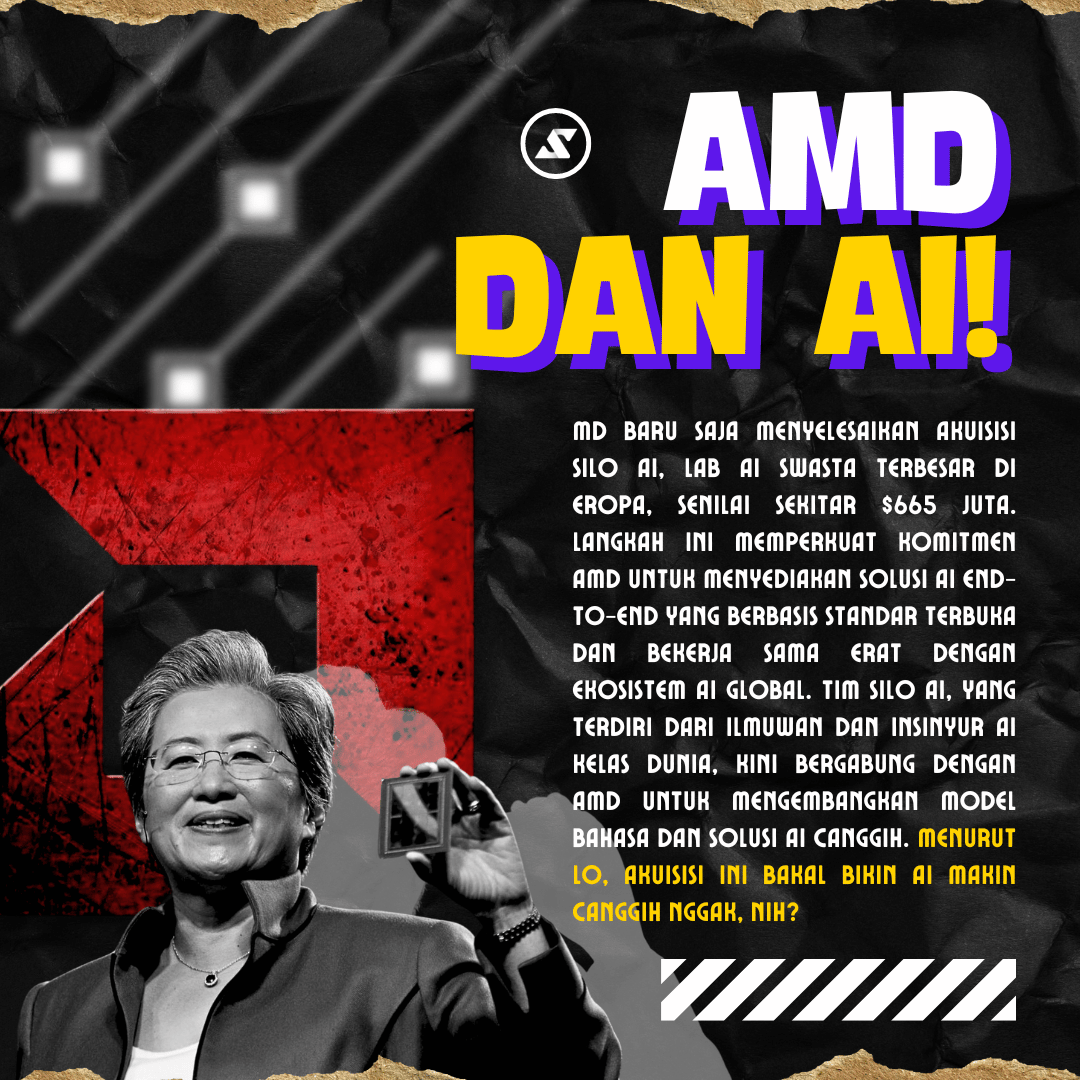 AMD
DAN AI!
MD BARU SAJA MENYELESAIKAN AKUISISI
SILO AI, LAB AI SWASTA TERBESAR DI
EROPA, SENILAI SEKITAR $665 JUTA.
LANGKAH INI MEMPERKUAT KOMITMEN
AMD UNTUK MENYEDIAKAN SOLUSI AI END-
TO-END YANG BERBASIS STANDAR TERBUKA
DAN BEKERJA SAMA ERAT DENGAN
EKOSISTEM AI GLOBAL. TIM SILO AI, YANG
TERDIRI DARI ILMUWAN DAN INSINYUR AI
KELAS DUNIA, KINI BERGABUNG DENGAN
AMD UNTUK MENGEMBANGKAN MODEL
BAHASA DAN SOLUSI AI CANGGIH. MENURUT
LO, AKUISISI INI BAKAL BIKIN AI MAKIN
CANGGIH NGGAK, NIH?